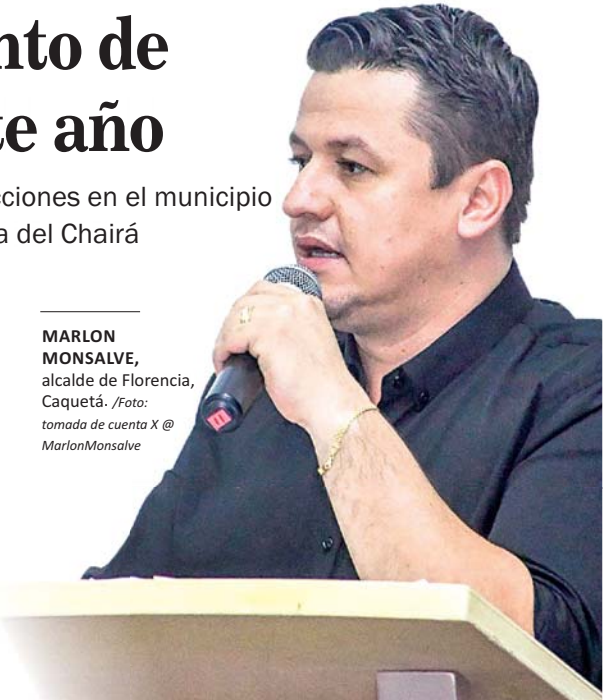 nto de
te año
cciones en el municipio
a del Chairá
MARLON
MONSALVE,
alcalde de Florencia,
Caquetá. /Foto:
tomada de cuenta X @
MarlonMonsalve